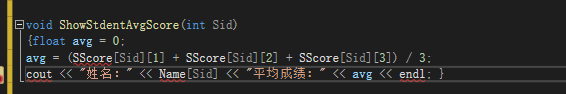 void ShowStdentAvgScore(int Sid)
{float avg = 0;
avg = (SScore[Sid][1] + SScore[Sid][2] + SScore[Sid][3]) / 3;
cout << "姓名：" << Name[Sid] << "平均成绩：" << avg << endl; }